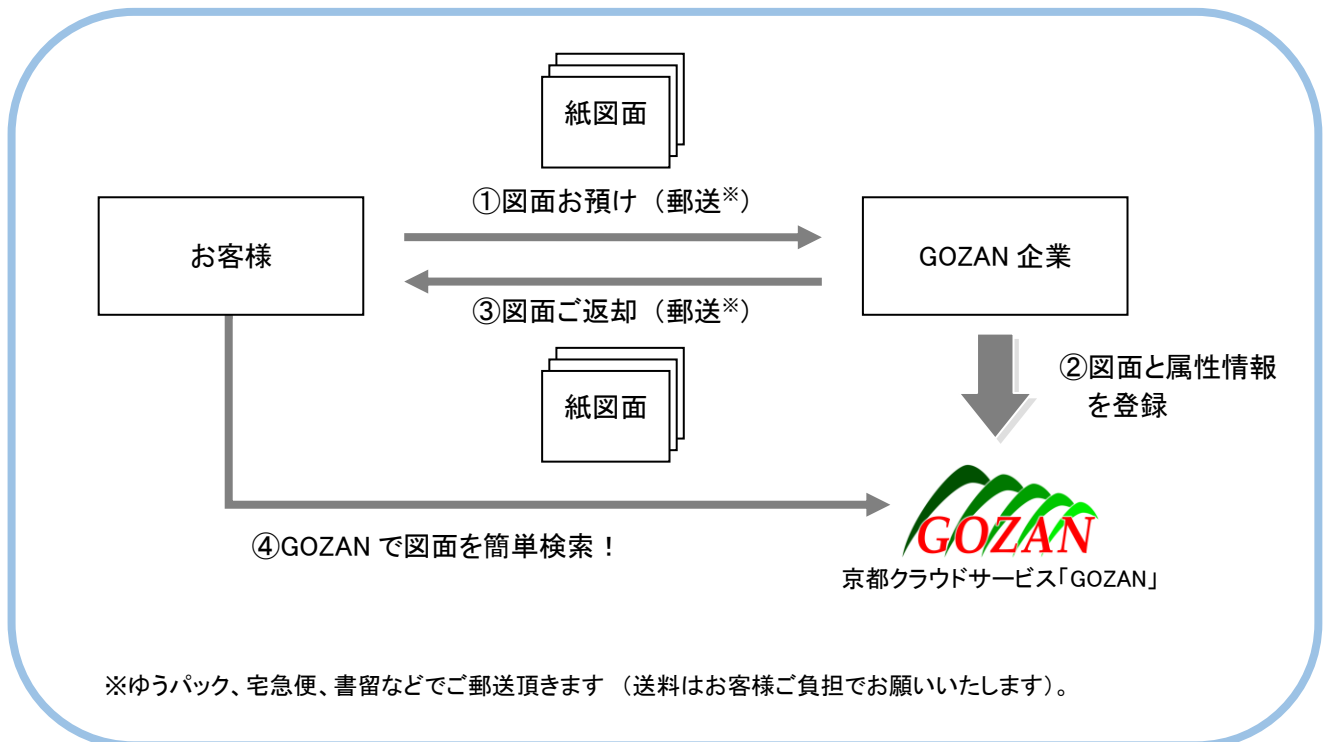 紙図面
①図面お預け（郵送※）
お客様
GOZAN 企業
③図面ご返却（郵送※）
②図面と属性情報
を登録
紙図面
GOZAN
④GOZAN で図面を簡単検索！
京都クラウドサービス「GOZAN」
※ゆうパック、宅急便、書留などでご郵送頂きます （送料はお客様ご負担でお願いいたします）。